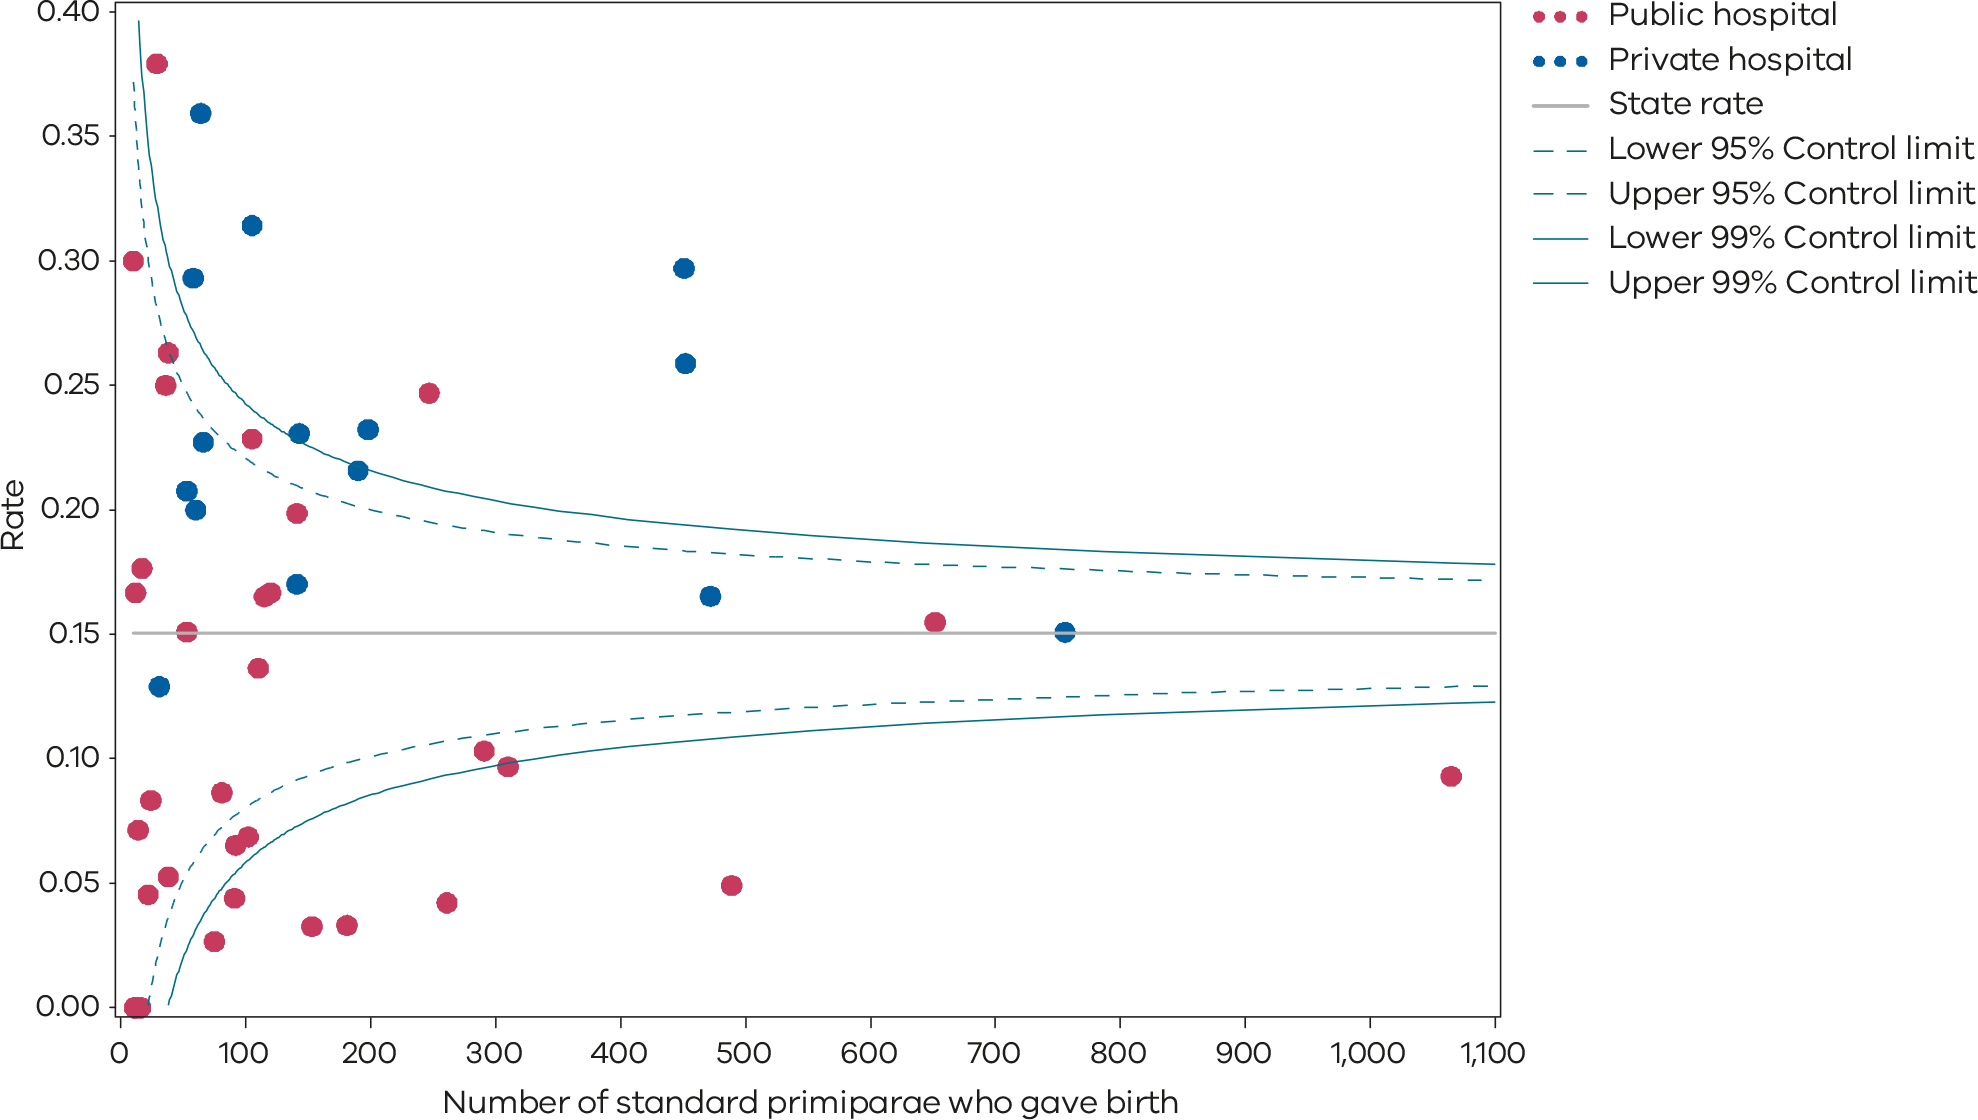 0.40
0.35
0.30
0.25
0.20
0.15
0.10
0.05
0.00
Rate
0 100 200 300 400 500 600 700 800 900 1,000 1,100
Number of standard primiparae who gave birth
Public hospital
Private hospital
State rate
Lower 95% Control limit
Upper 95% Control limit
Lower 99% Control limit
Upper 99% Control limit